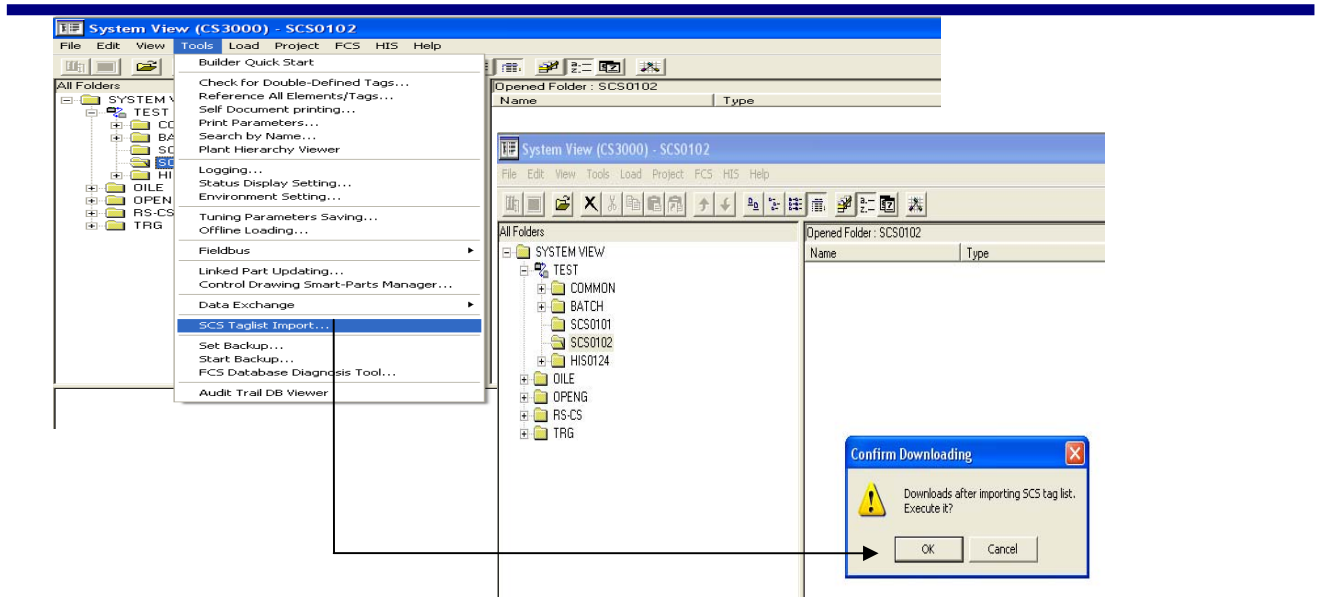 System View (CS3000) - SCS0102
File Edit View Tools Load Project FCS HIS Help
All Folders
SYSTEM V
TEST
CO
BA
SC
SC
HI
OILE
OPEN
RS-CS
TRG
Builder Quick Start
Check for Double-Defined Tags...
Reference All Elements/Tags...
Self Document printing...
Print Parameters...
Search by Name...
Plant Hierarchy Viewer
Logging...
Status Display Setting...
Environment Setting...
Tuning Parameters Saving...
Offline Loading...
Fieldbus
Linked Part Updating...
Control Drawing Smart-Parts Manager...
Data Exchange
SCS Taglist Import...
Set Backup...
Start Backup...
FCS Database Diagnosis Tool...
Audit Trail DB Viewer
Opened Folder : SCS0102
Name Type
System View (CS3000) - SCS0102
File Edit View Tools Load Project FCS HIS Help
All Folders
SYSTEM VIEW
TEST
COMMON
BATCH
SCS0101
SCS0102
HIS0124
OILE
OPENG
RS-CS
TRG
Opened Folder : SCS0102
Name Type
Confirm Downloading
Downloads after importing SCS tag list.
Execute it?
OK Cancel